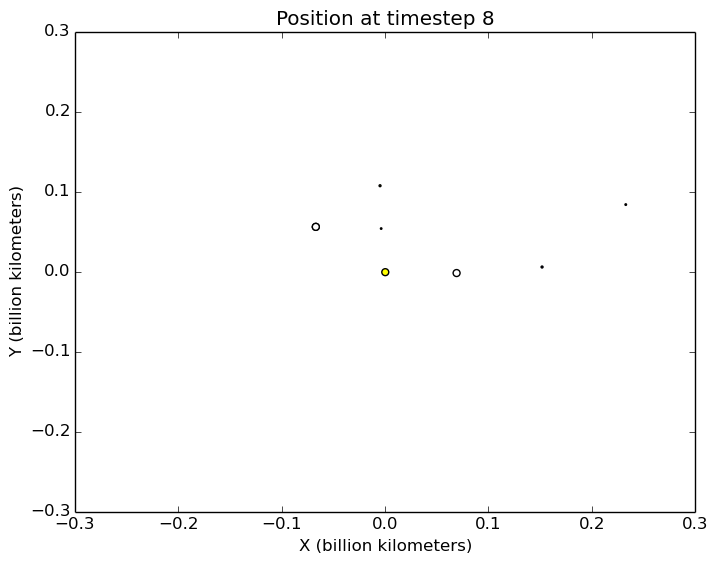 Position at timestep 8
0.3
0.2
0.1
0.0
−0.1
−0.2
−0.3
Y (billion kilometers)
−0.3 −0.2 −0.1 0.0 0.1 0.2 0.3
X (billion kilometers)